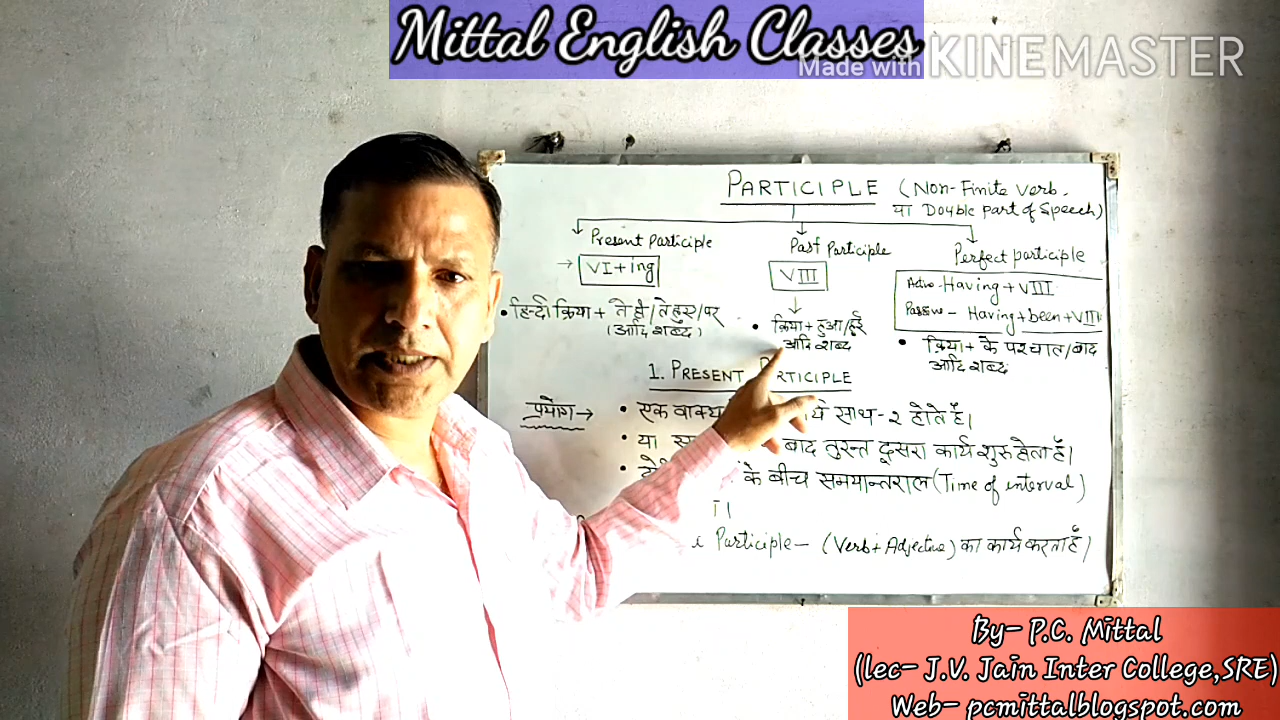 Mittal English Classes
Made with KINEMASTER
PARTICIPLE (Non-Finite Verb.
या Double part of Speech)
Present Participle
Past Participle
Perfect participle
→ VI+ing
VIII
Active-Having+VIII
Passive - Having+been+VIII
• हिन्दी क्रिया + ते ही/ते हुए/पर
(आदि शब्द)
• क्रिया+हुआ/हुई
आदि शब्द
• क्रिया+ के पश्चात/बाद
आदि शब्द
1. PRESENT PARTICIPLE
प्रयोग→ • एक वाक्य साथ-२ होते हैं।
• या बाद तुरन्त दूसरा कार्य शुरू होता हैं।
• के बीच समयान्तराल (Time of interval)
Participle- (Verb+Adjective) का कार्य करता हैं।
By- P.C. Mittal
(lec- J.V. Jain Inter College,SRE)
Web- pcmittalblogspot.com